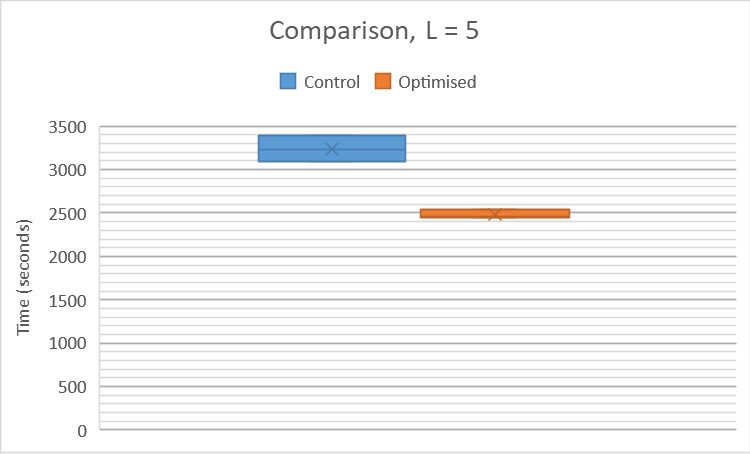 Comparison, L = 5
Control Optimised
3500
3000
2500
2000
1500
1000
500
0
Time (seconds)